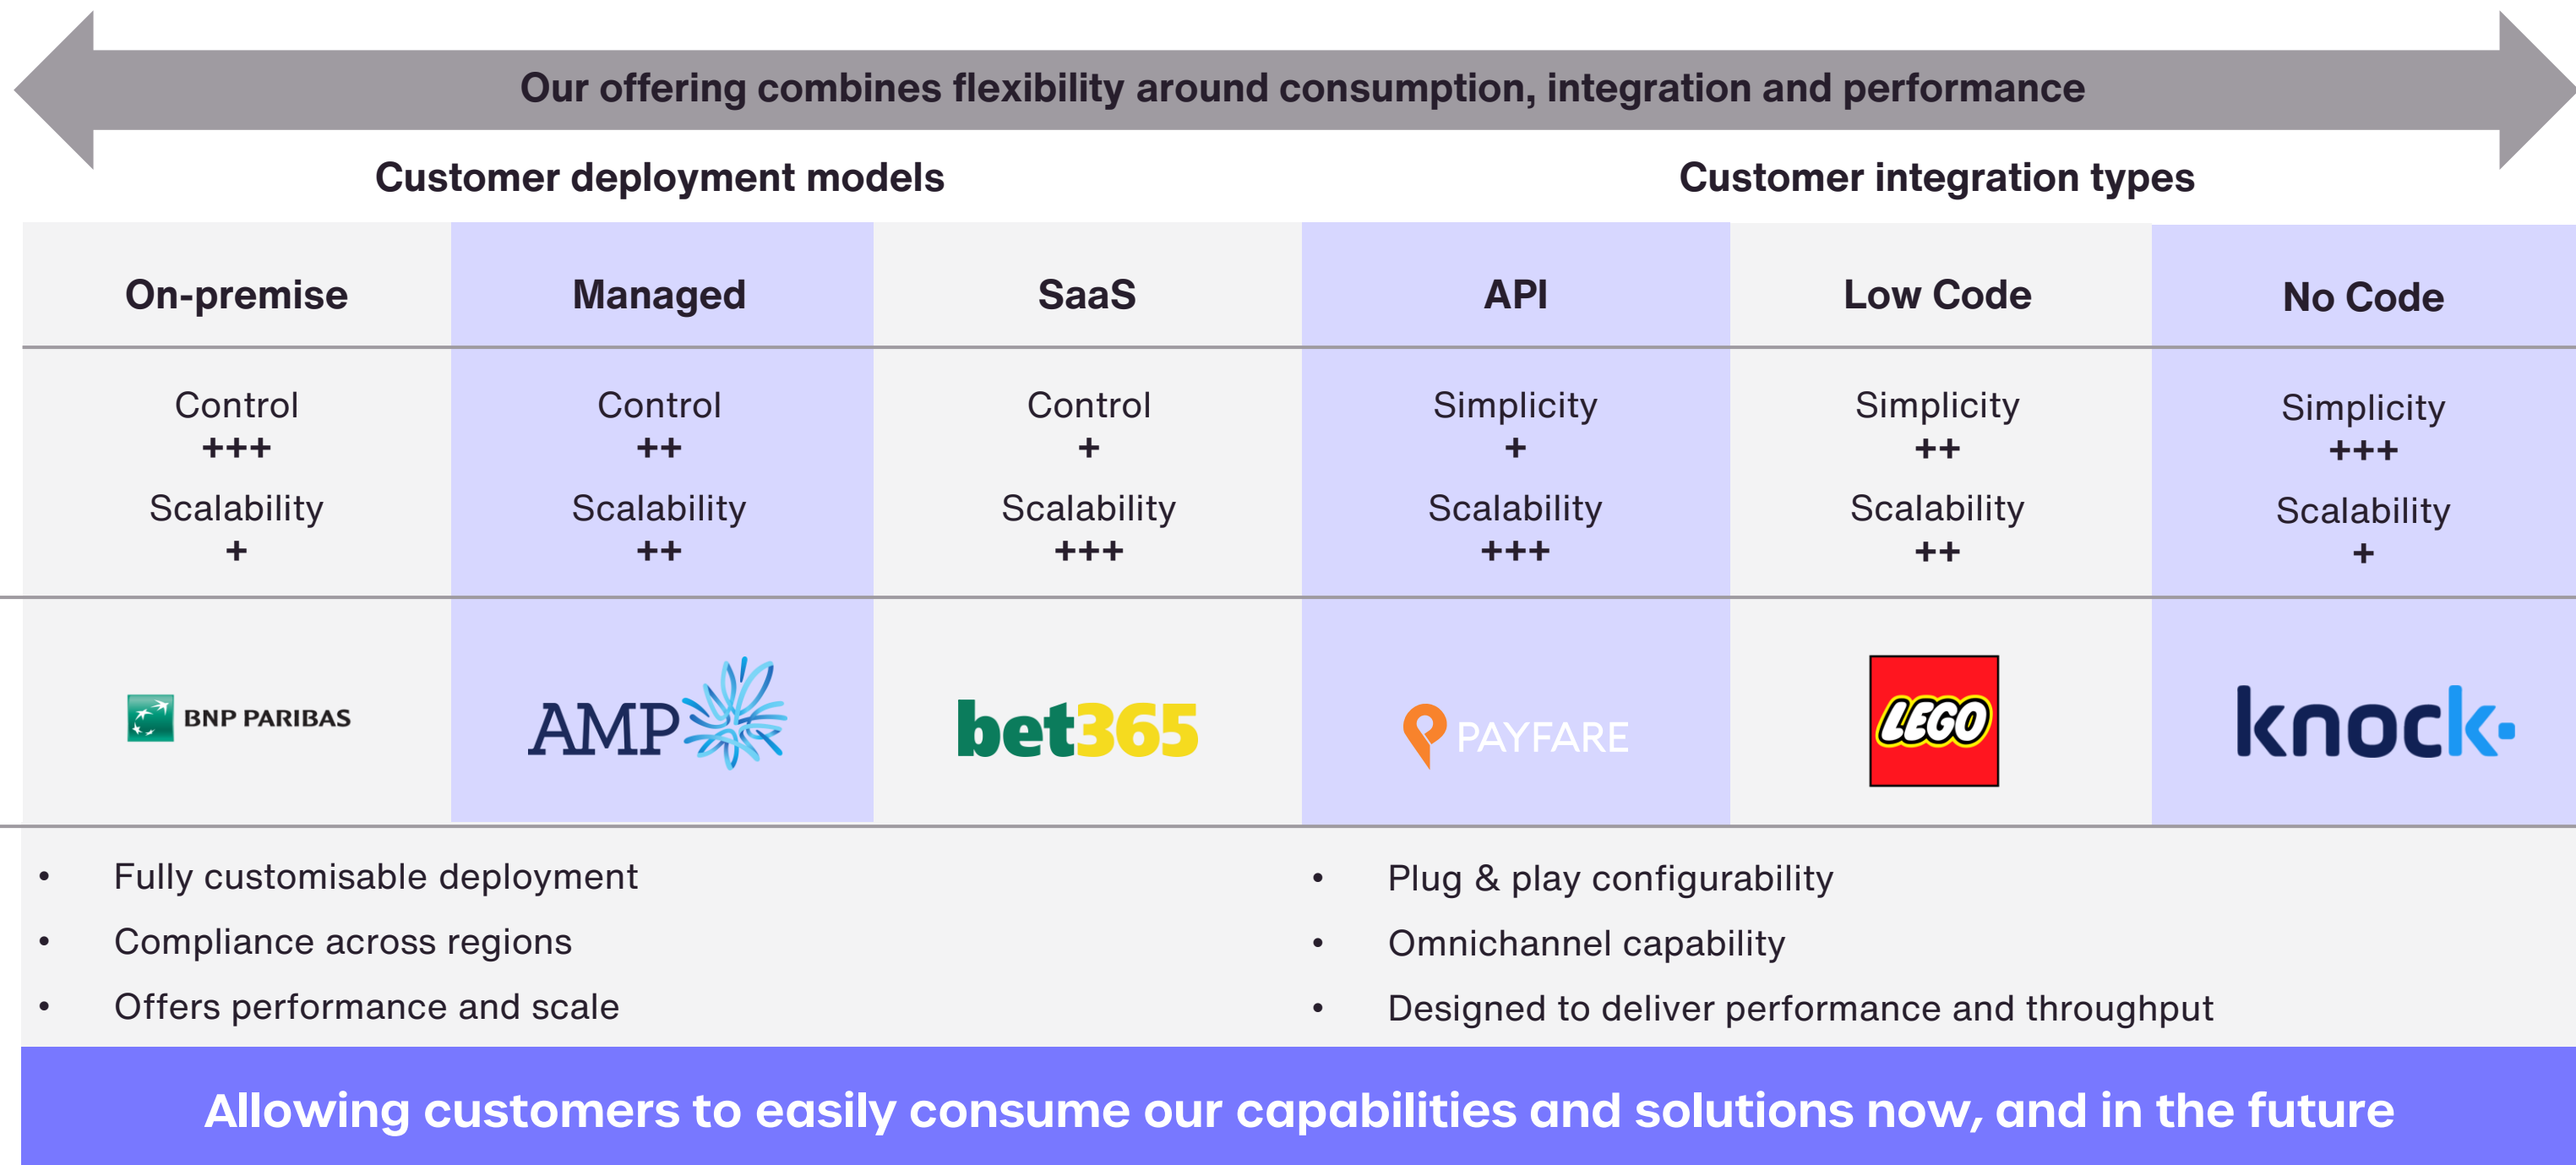 Our offering combines flexibility around consumption, integration and performance
Customer deployment models
Customer integration types
On-premise
Managed
SaaS
API
Low Code
No Code
Control
+++
Scalability
+
Control
++
Scalability
++
Control
+
Scalability
+++
Simplicity
+
Scalability
+++
Simplicity
++
Scalability
++
Simplicity
+++
Scalability
+
BNP PARIBAS
AMP
bet365
PAYFARE
LEGO
knock
• Fully customisable deployment
• Compliance across regions
• Offers performance and scale
• Plug & play configurability
• Omnichannel capability
• Designed to deliver performance and throughput
Allowing customers to easily consume our capabilities and solutions now, and in the future